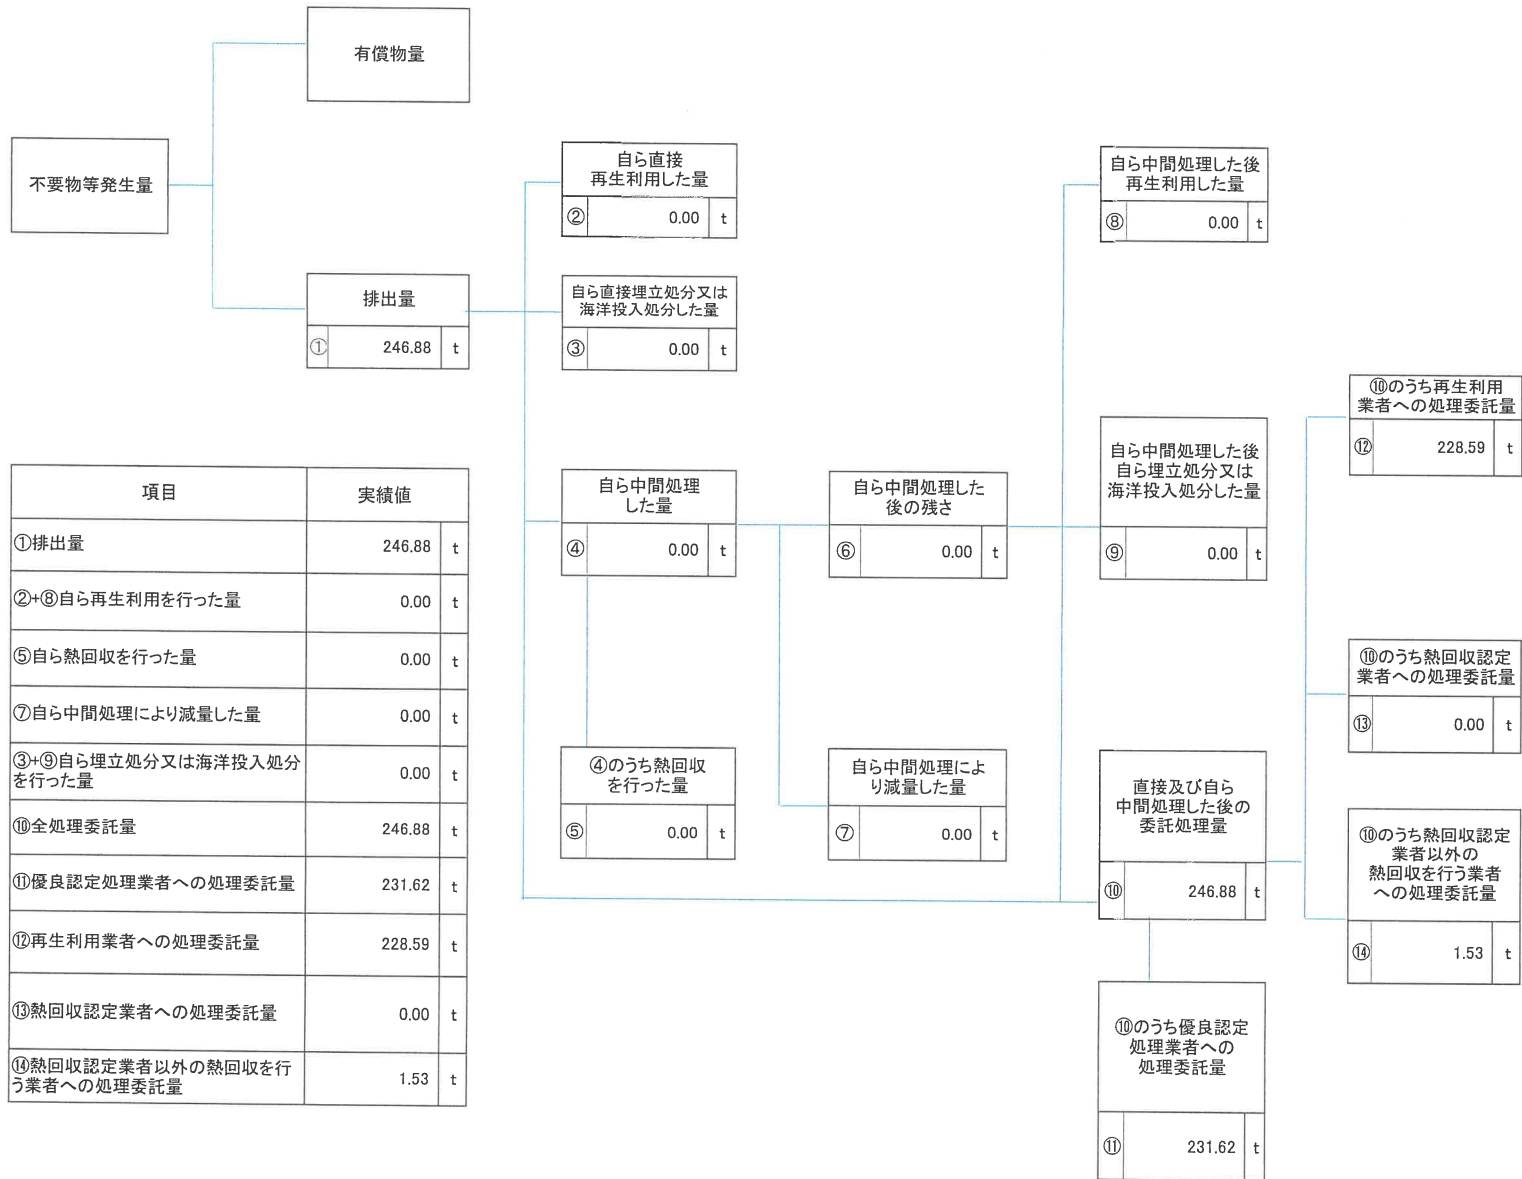 有償物量
不要物等発生量
排出量
① 246.88 t
自ら直接
再生利用した量
② 0.00 t
自ら直接埋立処分又は
海洋投入処分した量
③ 0.00 t
自ら中間処理
した量
④ 0.00 t
④のうち熱回収
を行った量
⑤ 0.00 t
自ら中間処理した
後の残さ
⑥ 0.00 t
自ら中間処理によ
り減量した量
⑦ 0.00 t
自ら中間処理した後
再生利用した量
⑧ 0.00 t
自ら中間処理した後
自ら埋立処分又は
海洋投入処分した量
⑨ 0.00 t
直接及び自ら
中間処理した後の
委託処理量
⑩ 246.88 t
⑩のうち優良認定
処理業者への
処理委託量
⑪ 231.62 t
⑩のうち再生利用
業者への処理委託量
⑫ 228.59 t
⑩のうち熱回収認定
業者への処理委託量
⑬ 0.00 t
⑩のうち熱回収認定
業者以外の
熱回収を行う業者
への処理委託量
⑭ 1.53 t
項目 実績値
①排出量 246.88 t
②+⑧自ら再生利用を行った量 0.00 t
⑤自ら熱回収を行った量 0.00 t
⑦自ら中間処理により減量した量 0.00 t
③+⑨自ら埋立処分又は海洋投入処分
を行った量 0.00 t
⑩全処理委託量 246.88 t
⑪優良認定処理業者への処理委託量 231.62 t
⑫再生利用業者への処理委託量 228.59 t
⑬熱回収認定業者への処理委託量 0.00 t
⑭熱回収認定業者以外の熱回収を行
う業者への処理委託量 1.53 t